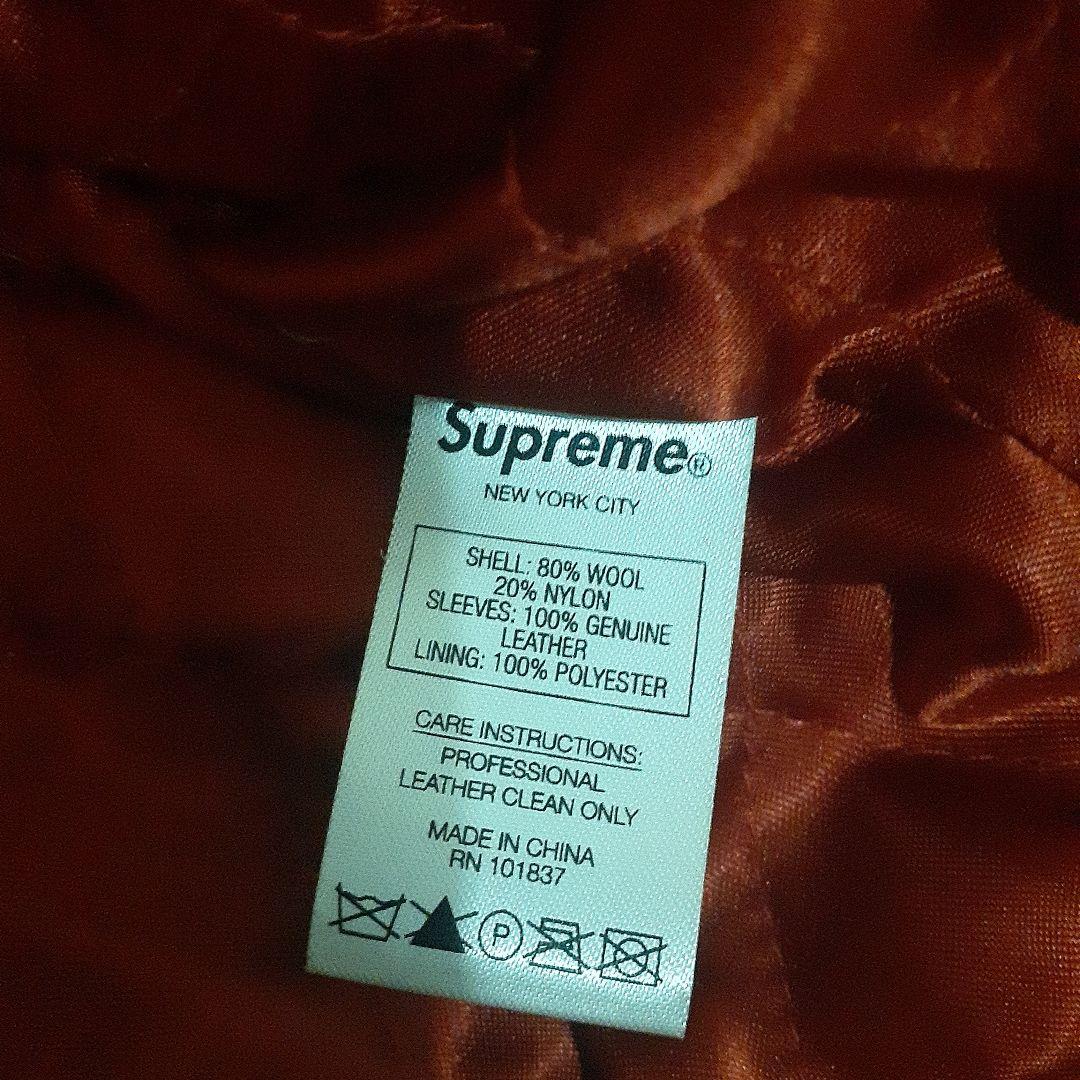 Supreme®
NEW YORK CITY
SHELL: 80% WOOL
20% NYLON
SLEEVES: 100% GENUINE
LEATHER
LINING: 100% POLYESTER
CARE INSTRUCTIONS:
PROFESSIONAL
LEATHER CLEAN ONLY
MADE IN CHINA
RN 101837
P